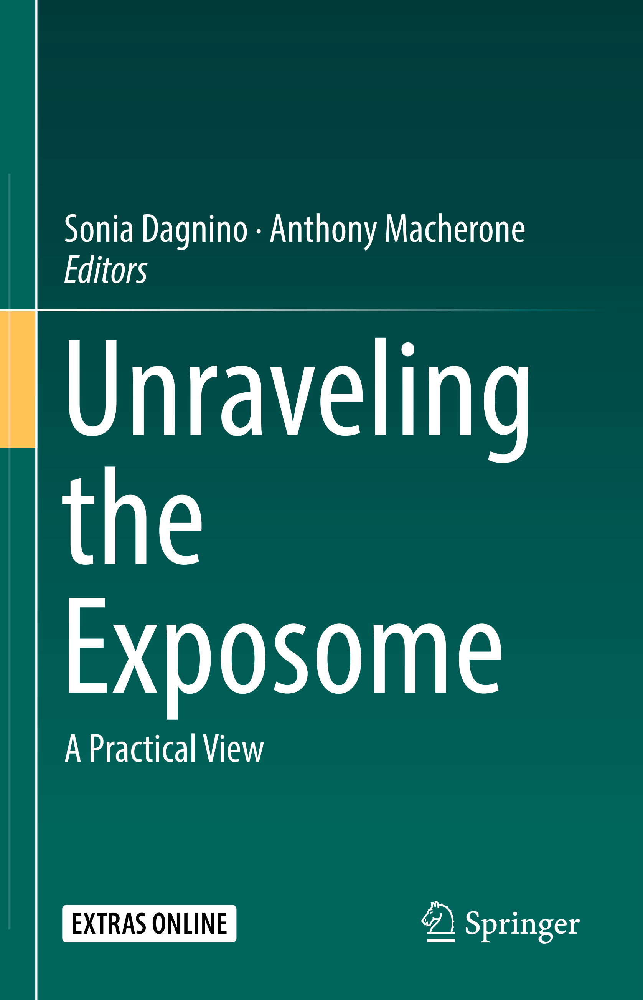 Sonia Dagnino · Anthony Macherone
Editors
Unraveling
the
Exposome
A Practical View
EXTRAS ONLINE
Springer